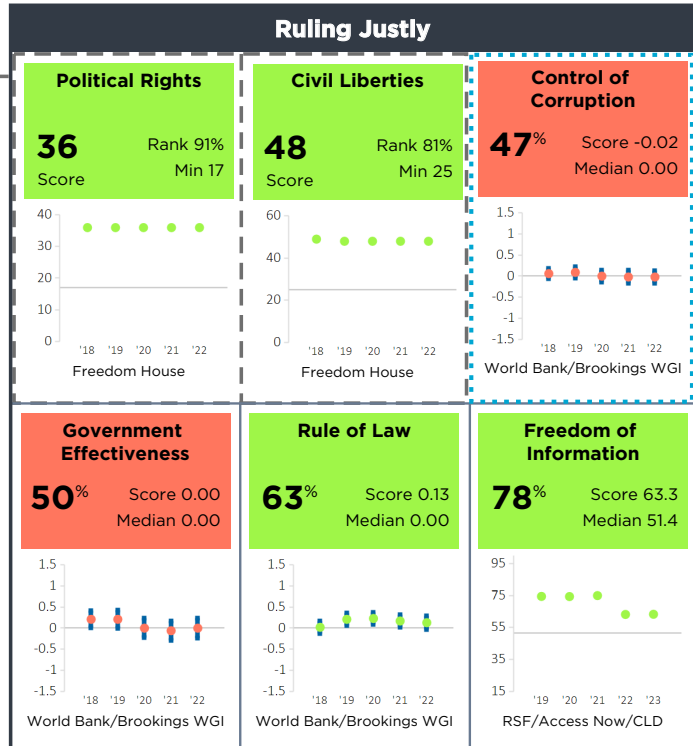 Ruling Justly
Political Rights
36
Score
Rank 91%
Min 17
40
30
20
10
0
'18 '19 '20 '21 '22
Freedom House
Civil Liberties
48
Score
Rank 81%
Min 25
60
40
20
0
'18 '19 '20 '21 '22
Freedom House
Control of
Corruption
47%
Score -0.02
Median 0.00
1.5
1
0.5
0
-0.5
-1
-1.5
'18 '19 '20 '21 '22
World Bank/Brookings WGI
Government
Effectiveness
50%
Score 0.00
Median 0.00
1.5
1
0.5
0
-0.5
-1
-1.5
'18 '19 '20 '21 '22
World Bank/Brookings WGI
Rule of Law
63%
Score 0.13
Median 0.00
1.5
1
0.5
0
-0.5
-1
-1.5
'18 '19 '20 '21 '22
World Bank/Brookings WGI
Freedom of
Information
78%
Score 63.3
Median 51.4
95
75
55
35
15
'19 '20 '21 '22 '23
RSF/Access Now/CLD